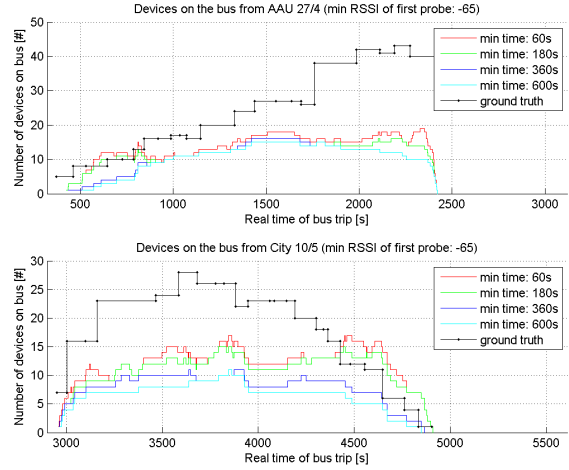 Devices on the bus from AAU 27/4 (min RSSI of first probe: -65)
Number of devices on bus [#]
50
40
30
20
10
0
min time: 60s
min time: 180s
min time: 360s
min time: 600s
ground truth
500
1000
1500
2000
2500
3000
Real time of bus trip [s]
Devices on the bus from City 10/5 (min RSSI of first probe: -65)
Number of devices on bus [#]
30
25
20
15
10
5
0
min time: 60s
min time: 180s
min time: 360s
min time: 600s
ground truth
3000
3500
4000
4500
5000
5500
Real time of bus trip [s]